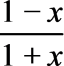 1 − x
1 + x